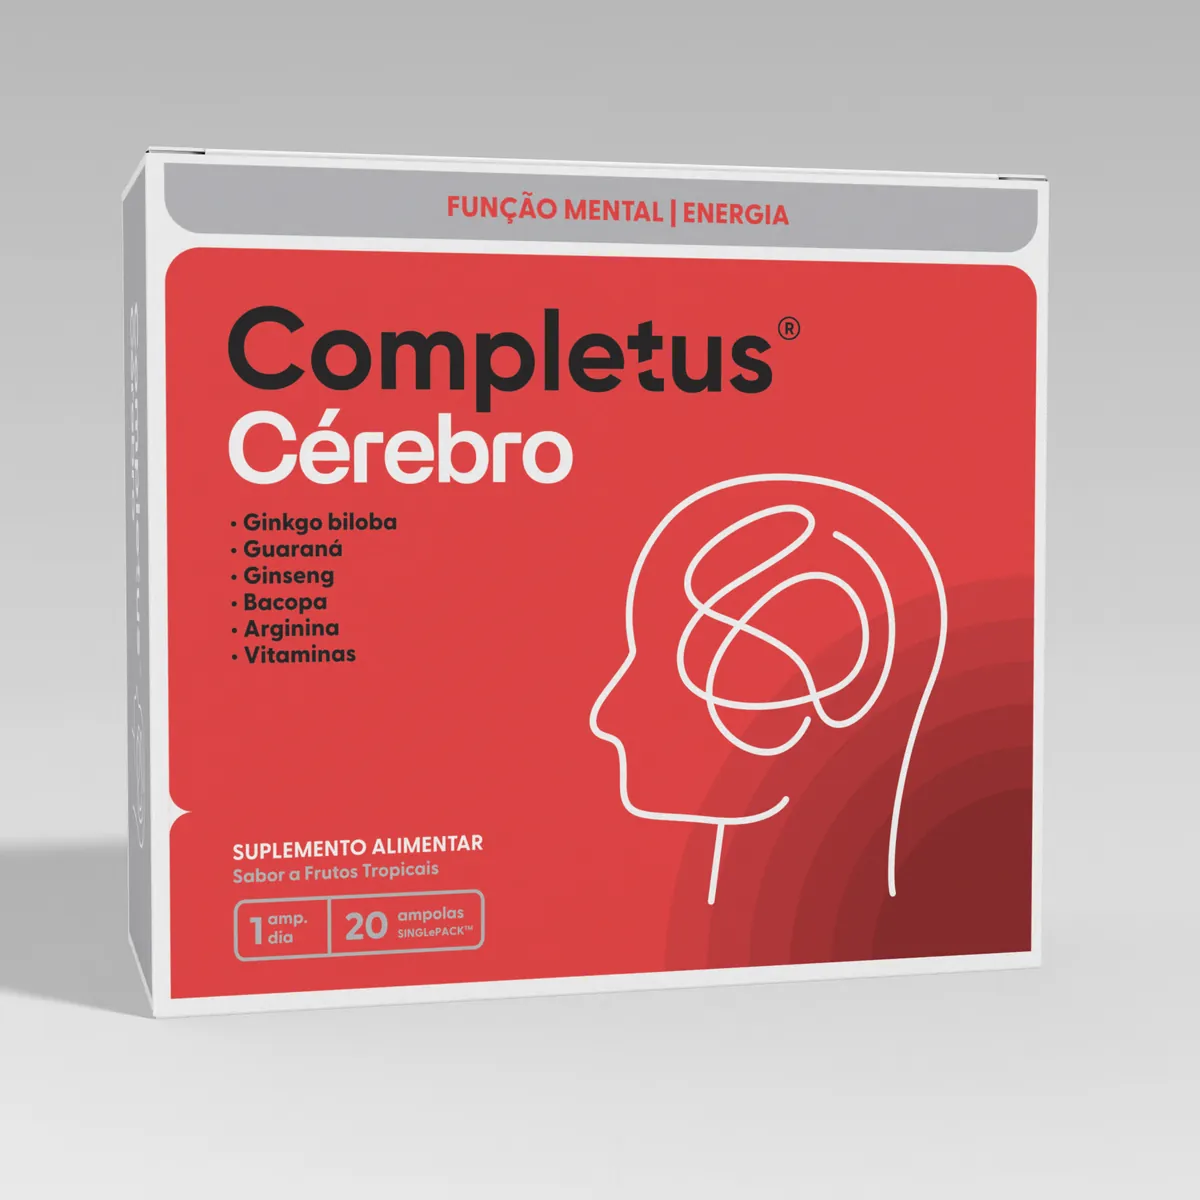 FUNÇÃO MENTAL | ENERGIA
Completus®
Cérebro
• Ginkgo biloba
• Guaraná
• Ginseng
• Bacopa
• Arginina
• Vitaminas
SUPLEMENTO ALIMENTAR
Sabor a Frutos Tropicais
1 amp. dia
20 ampolas
SINGLePACK™